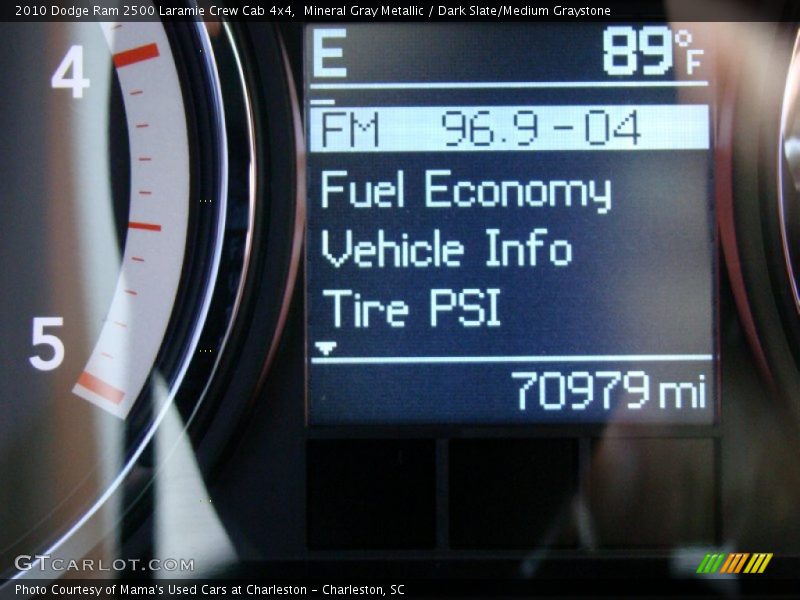 2010 Dodge Ram 2500 Laramie Crew Cab 4x4,  Mineral Gray Metallic / Dark Slate/Medium Graystone
4
5
E 89°F
FM 96.9-04
Fuel Economy
Vehicle Info
Tire PSI
70979 mi
GTCARLOT.COM
Photo Courtesy of Mama's Used Cars at Charleston - Charleston, SC